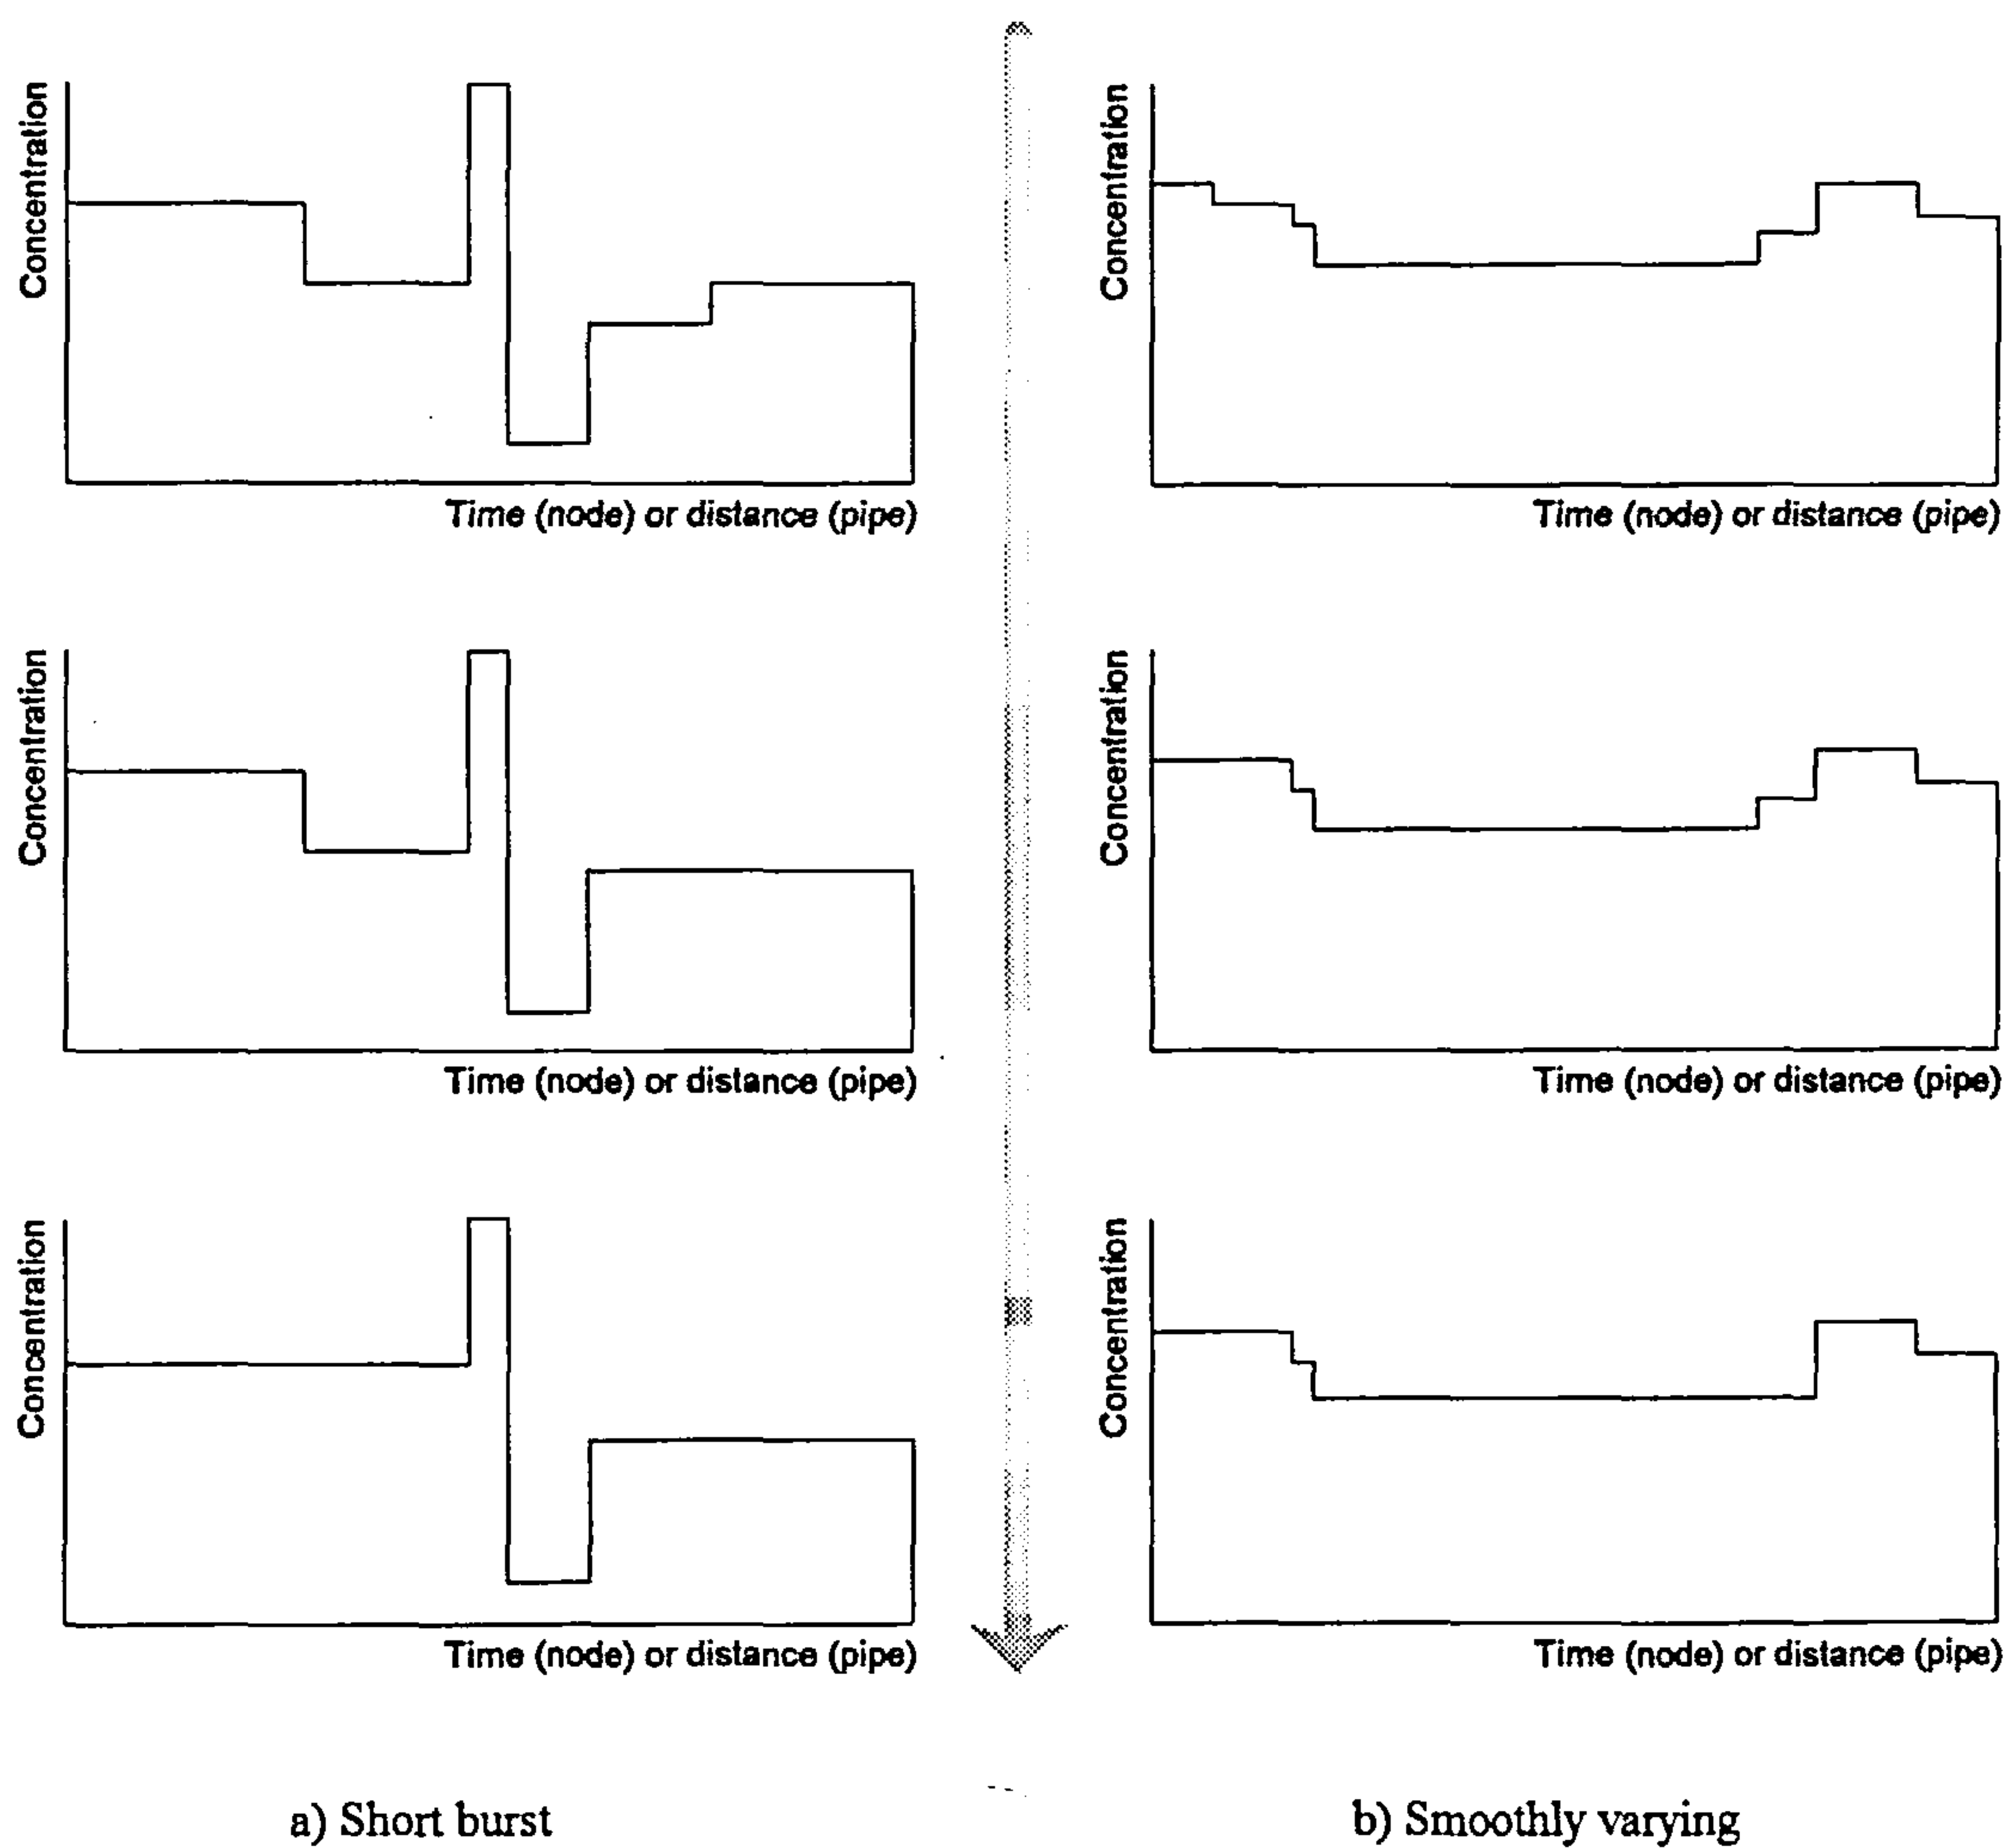 Concentration
Time (node) or distance (pipe)
Concentration
Time (node) or distance (pipe)
Concentration
Time (node) or distance (pipe)
Concentration
Time (node) or distance (pipe)
Concentration
Time (node) or distance (pipe)
Concentration
Time (node) or distance (pipe)
a) Short burst
b) Smoothly varying